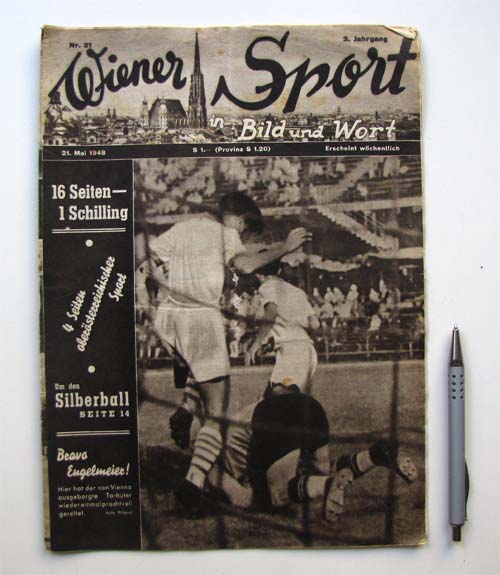 Nr. 21
3. Jahrgang
Wiener Sport
in Bild und Wort
21. Mai 1948
S 1.— (Provinz S 1.20)
Erscheint wöchentlich
16 Seiten—
1 Schilling
4 Seiten
oberösterreichischer
Sport
Um den
Silberball
SEITE 14
Bravo
Engelmeier!
Hier hat der von Vienna
ausgeborgte Torhüter
wieder einmal prachtvoll
gerettet.